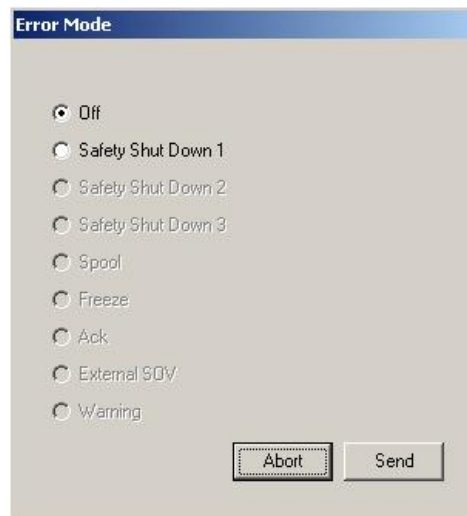 Error Mode
Off
Safety Shut Down 1
Safety Shut Down 2
Safety Shut Down 3
Spool
Freeze
Ack
External SOV
Warning
Abort Send